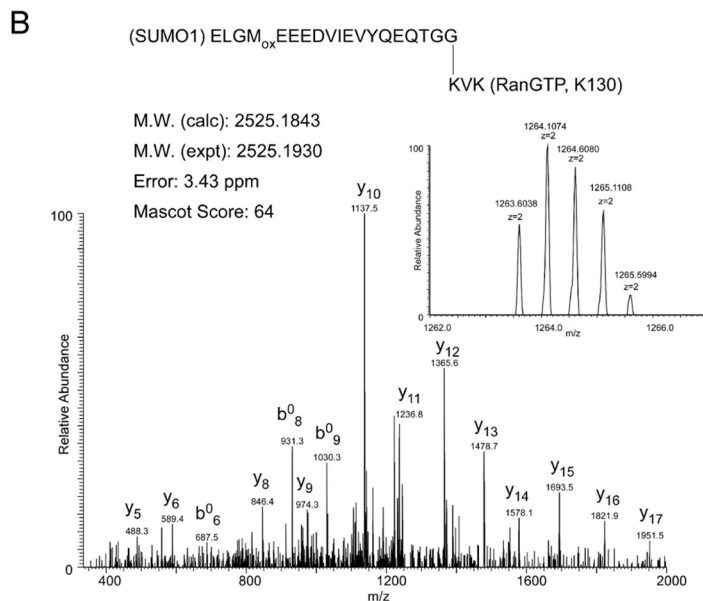 B
(SUMO1) ELGMoxEEEDVIEVYQEQTGG
KVK (RanGTP, K130)
M.W. (calc): 2525.1843
M.W. (expt): 2525.1930
Error: 3.43 ppm
Mascot Score: 64
100
Relative Abundance
0
1263.6038
z=2
1264.1074
z=2
1264.6080
z=2
1265.1108
z=2
1265.5994
z=2
1262.0
1264.0
1266.0
m/z
100
Relative Abundance
0
y5
488.3
y6
589.4
b06
687.5
y8
846.4
b08
931.3
y9
974.3
b09
1030.3
y10
1137.5
y11
1236.8
y12
1365.6
y13
1478.7
y14
1578.1
y15
1693.5
y16
1821.9
y17
1951.5
400
600
800
1000
1200
1400
1600
1800
2000
m/z